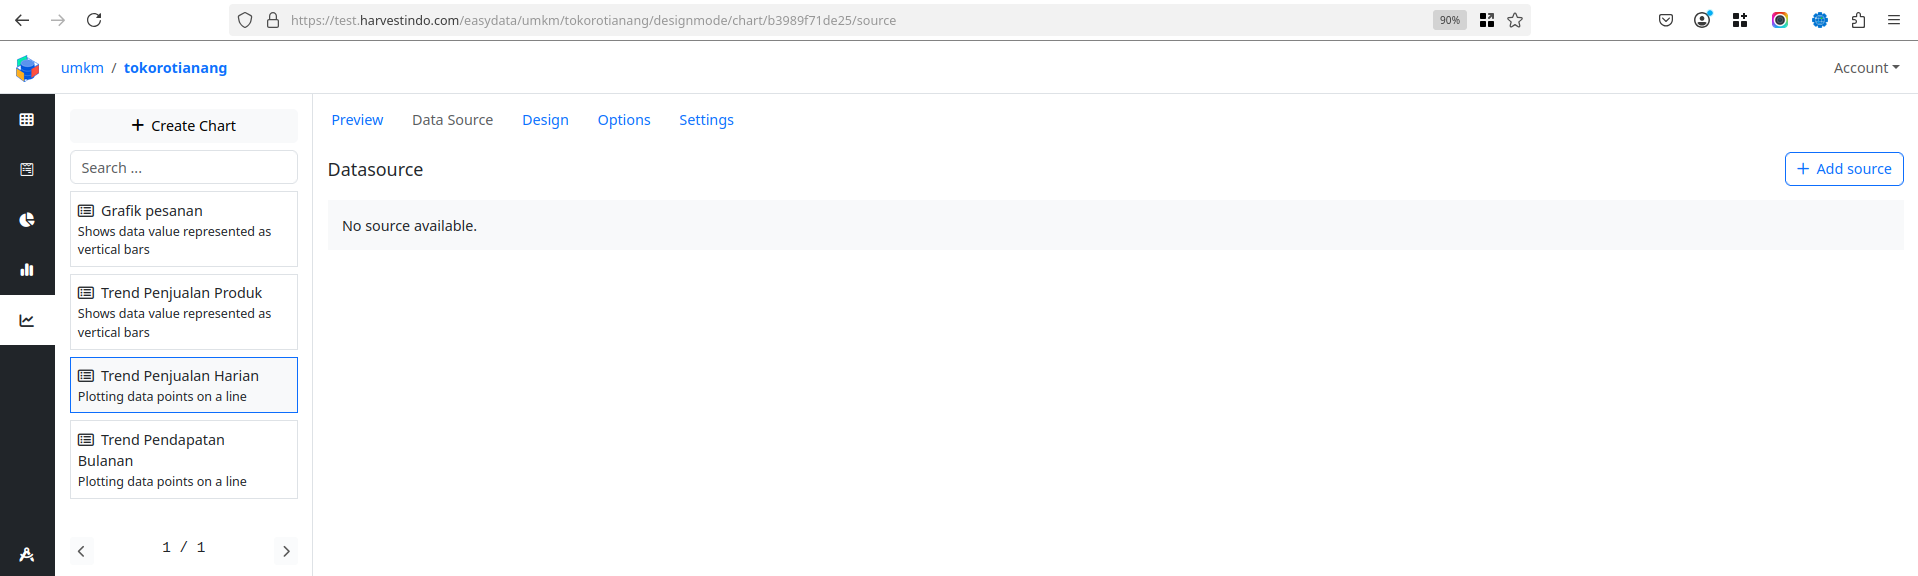 https://test.harvestindo.com/easydata/umkm/tokorotianang/designmode/chart/b3989f71de25/source
90%
umkm / tokorotianang
Account
Create Chart
Search ...
Grafik pesanan
Shows data value represented as
vertical bars
Trend Penjualan Produk
Shows data value represented as
vertical bars
Trend Penjualan Harian
Plotting data points on a line
Trend Pendapatan
Bulanan
Plotting data points on a line
1 / 1
Preview Data Source Design Options Settings
Datasource
Add source
No source available.